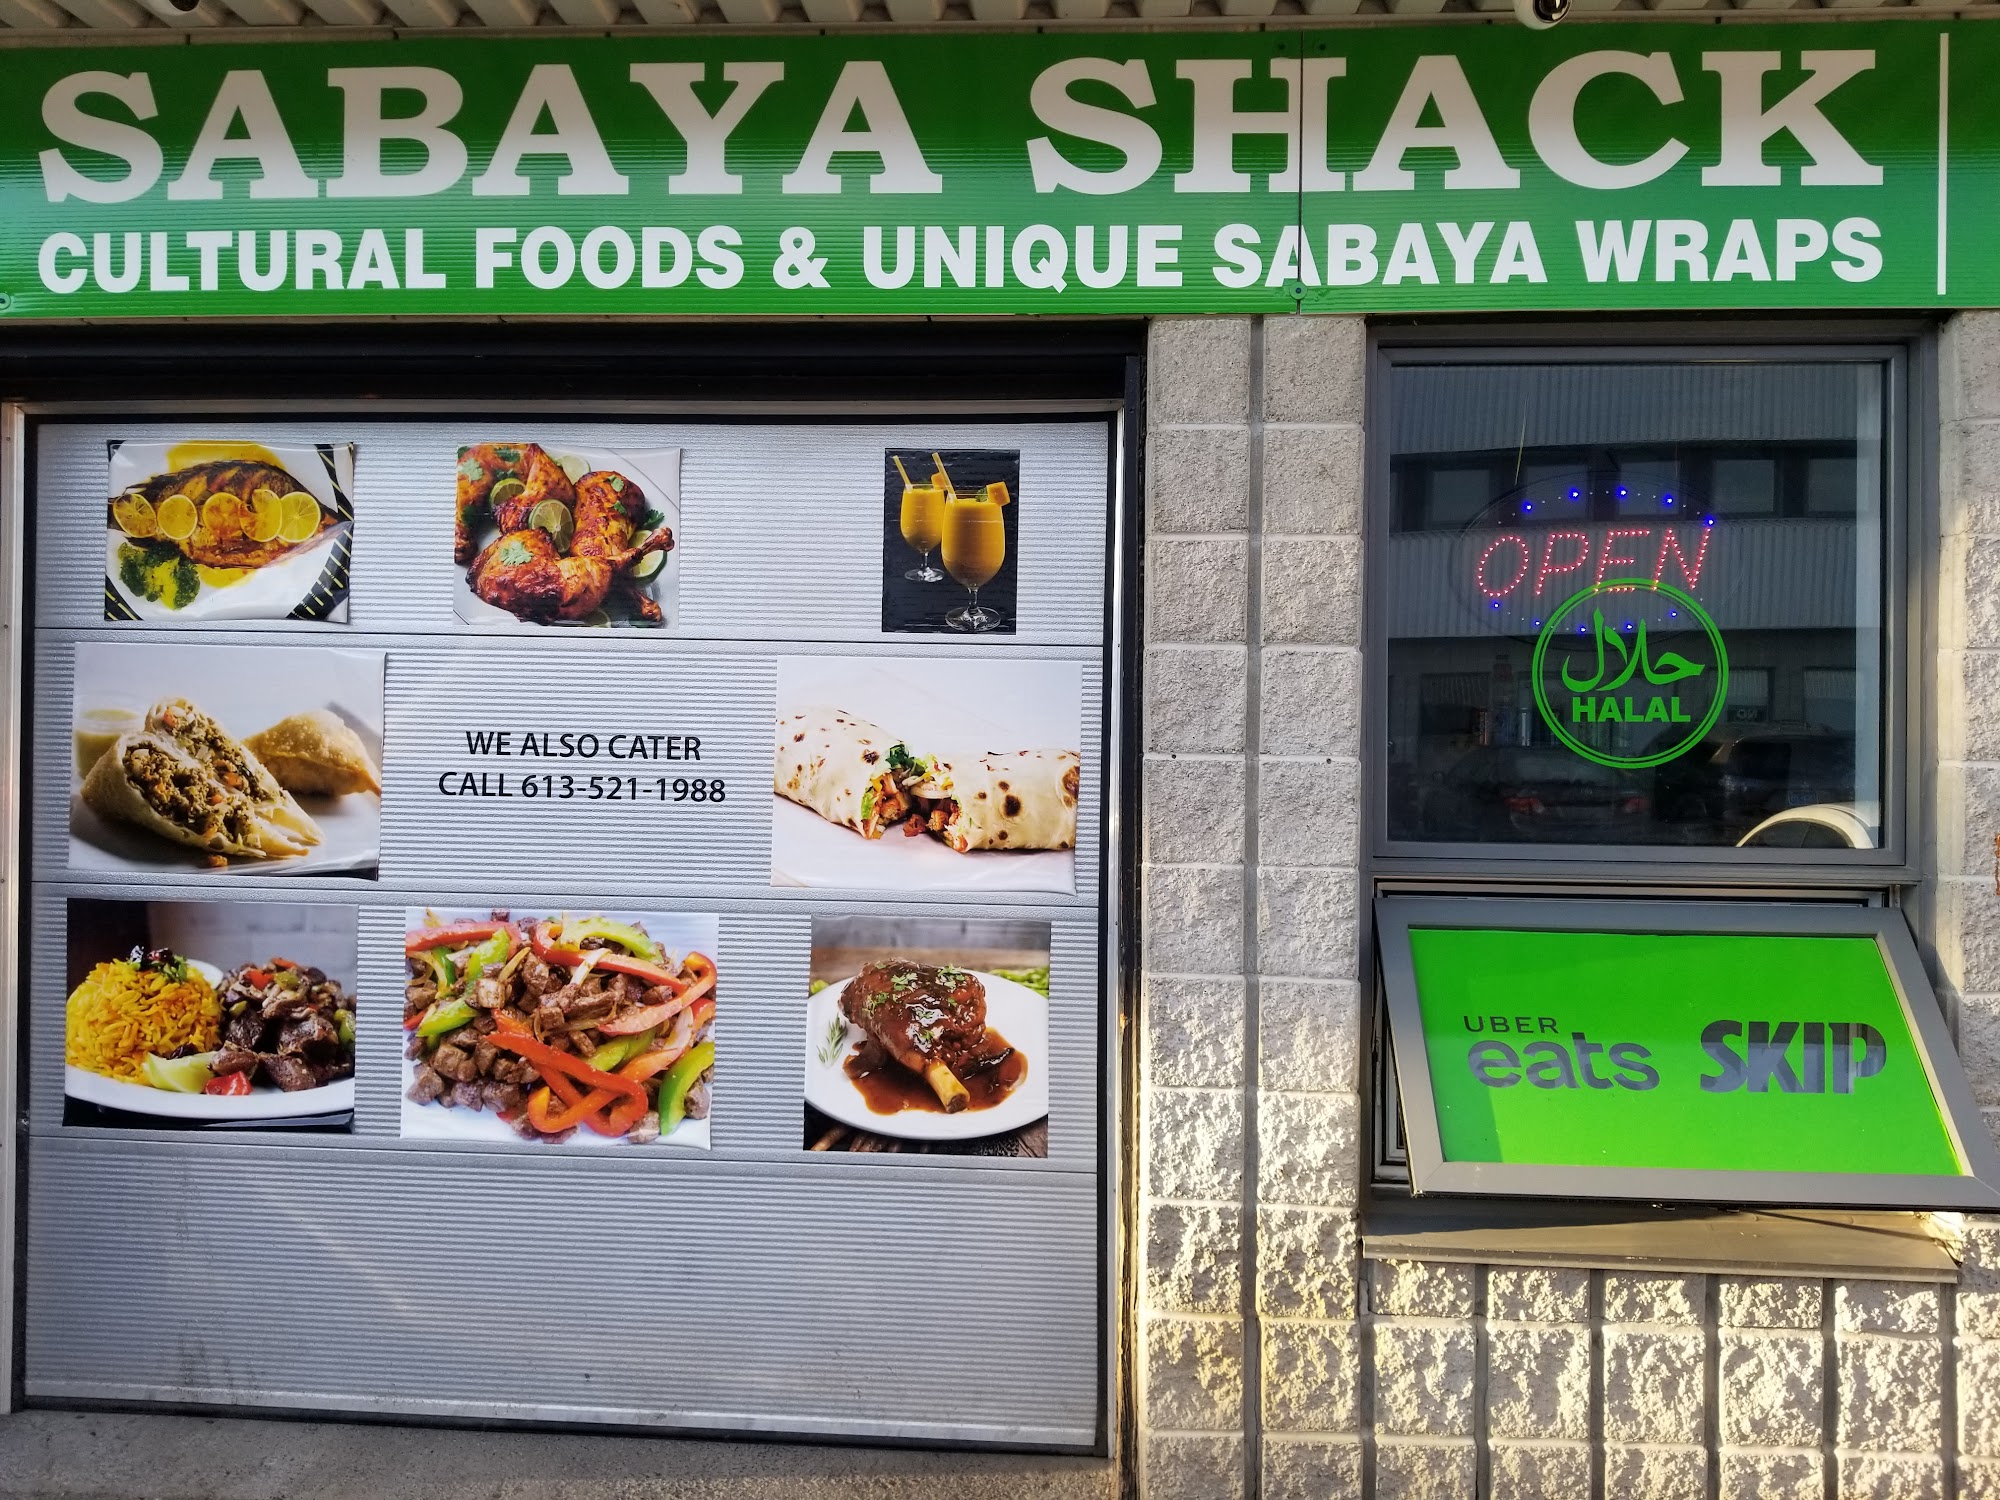 SABAYA SHACK
CULTURAL FOODS & UNIQUE SABAYA WRAPS
WE ALSO CATER
CALL 613-521-1988
OPEN
حلال
HALAL
UBER
eats
SKIP